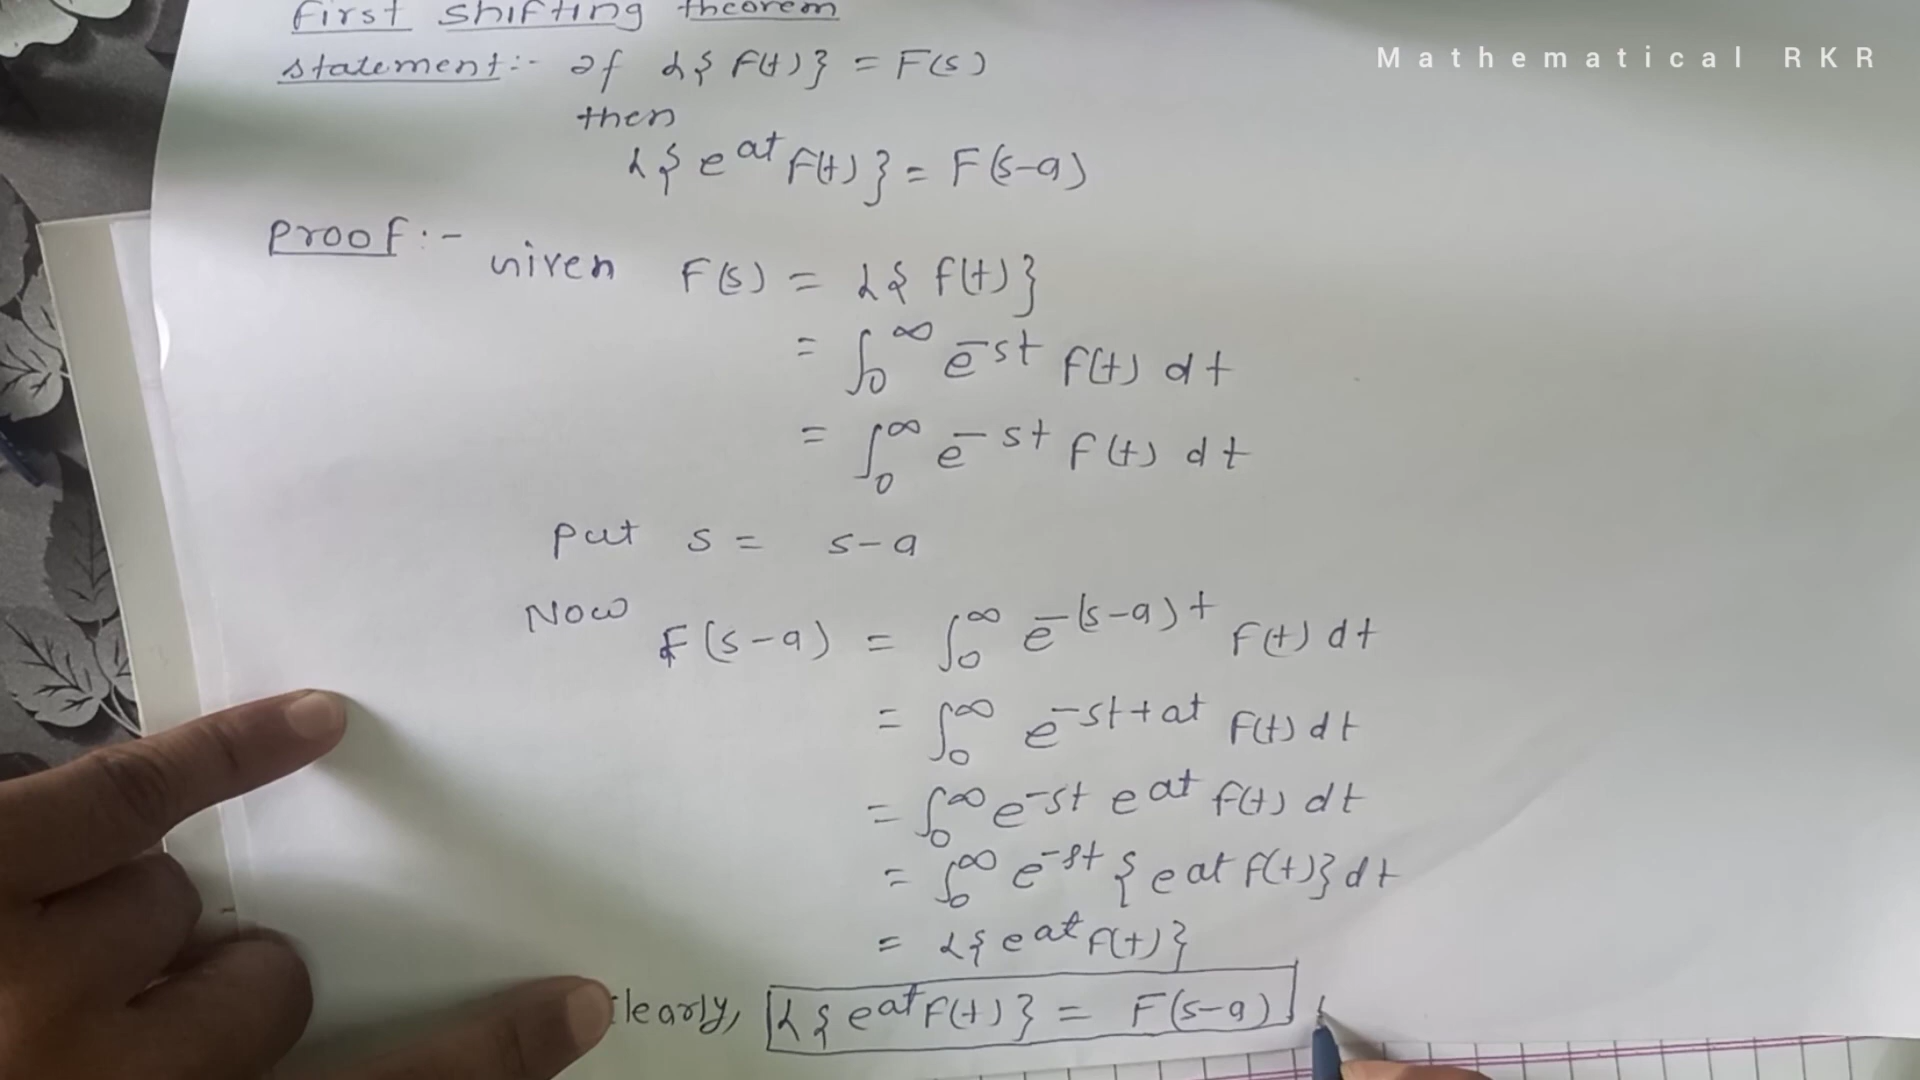 First shifting theorem
Mathematical RKR
statement:- If L{F(t)} = F(s)
then
L{e^at F(t)} = F(s-a)
Proof:- Given F(s) = L{f(t)}
= ∫₀^∞ e^-st f(t) dt
= ∫₀^∞ e^-st f(t) dt
Put s = s-a
Now F(s-a) = ∫₀^∞ e^-(s-a)t f(t) dt
= ∫₀^∞ e^-st+at f(t) dt
= ∫₀^∞ e^-st e^at f(t) dt
= ∫₀^∞ e^-st {e^at f(t)} dt
= L{e^at f(t)}
learly, L{e^at F(t)} = F(s-a)